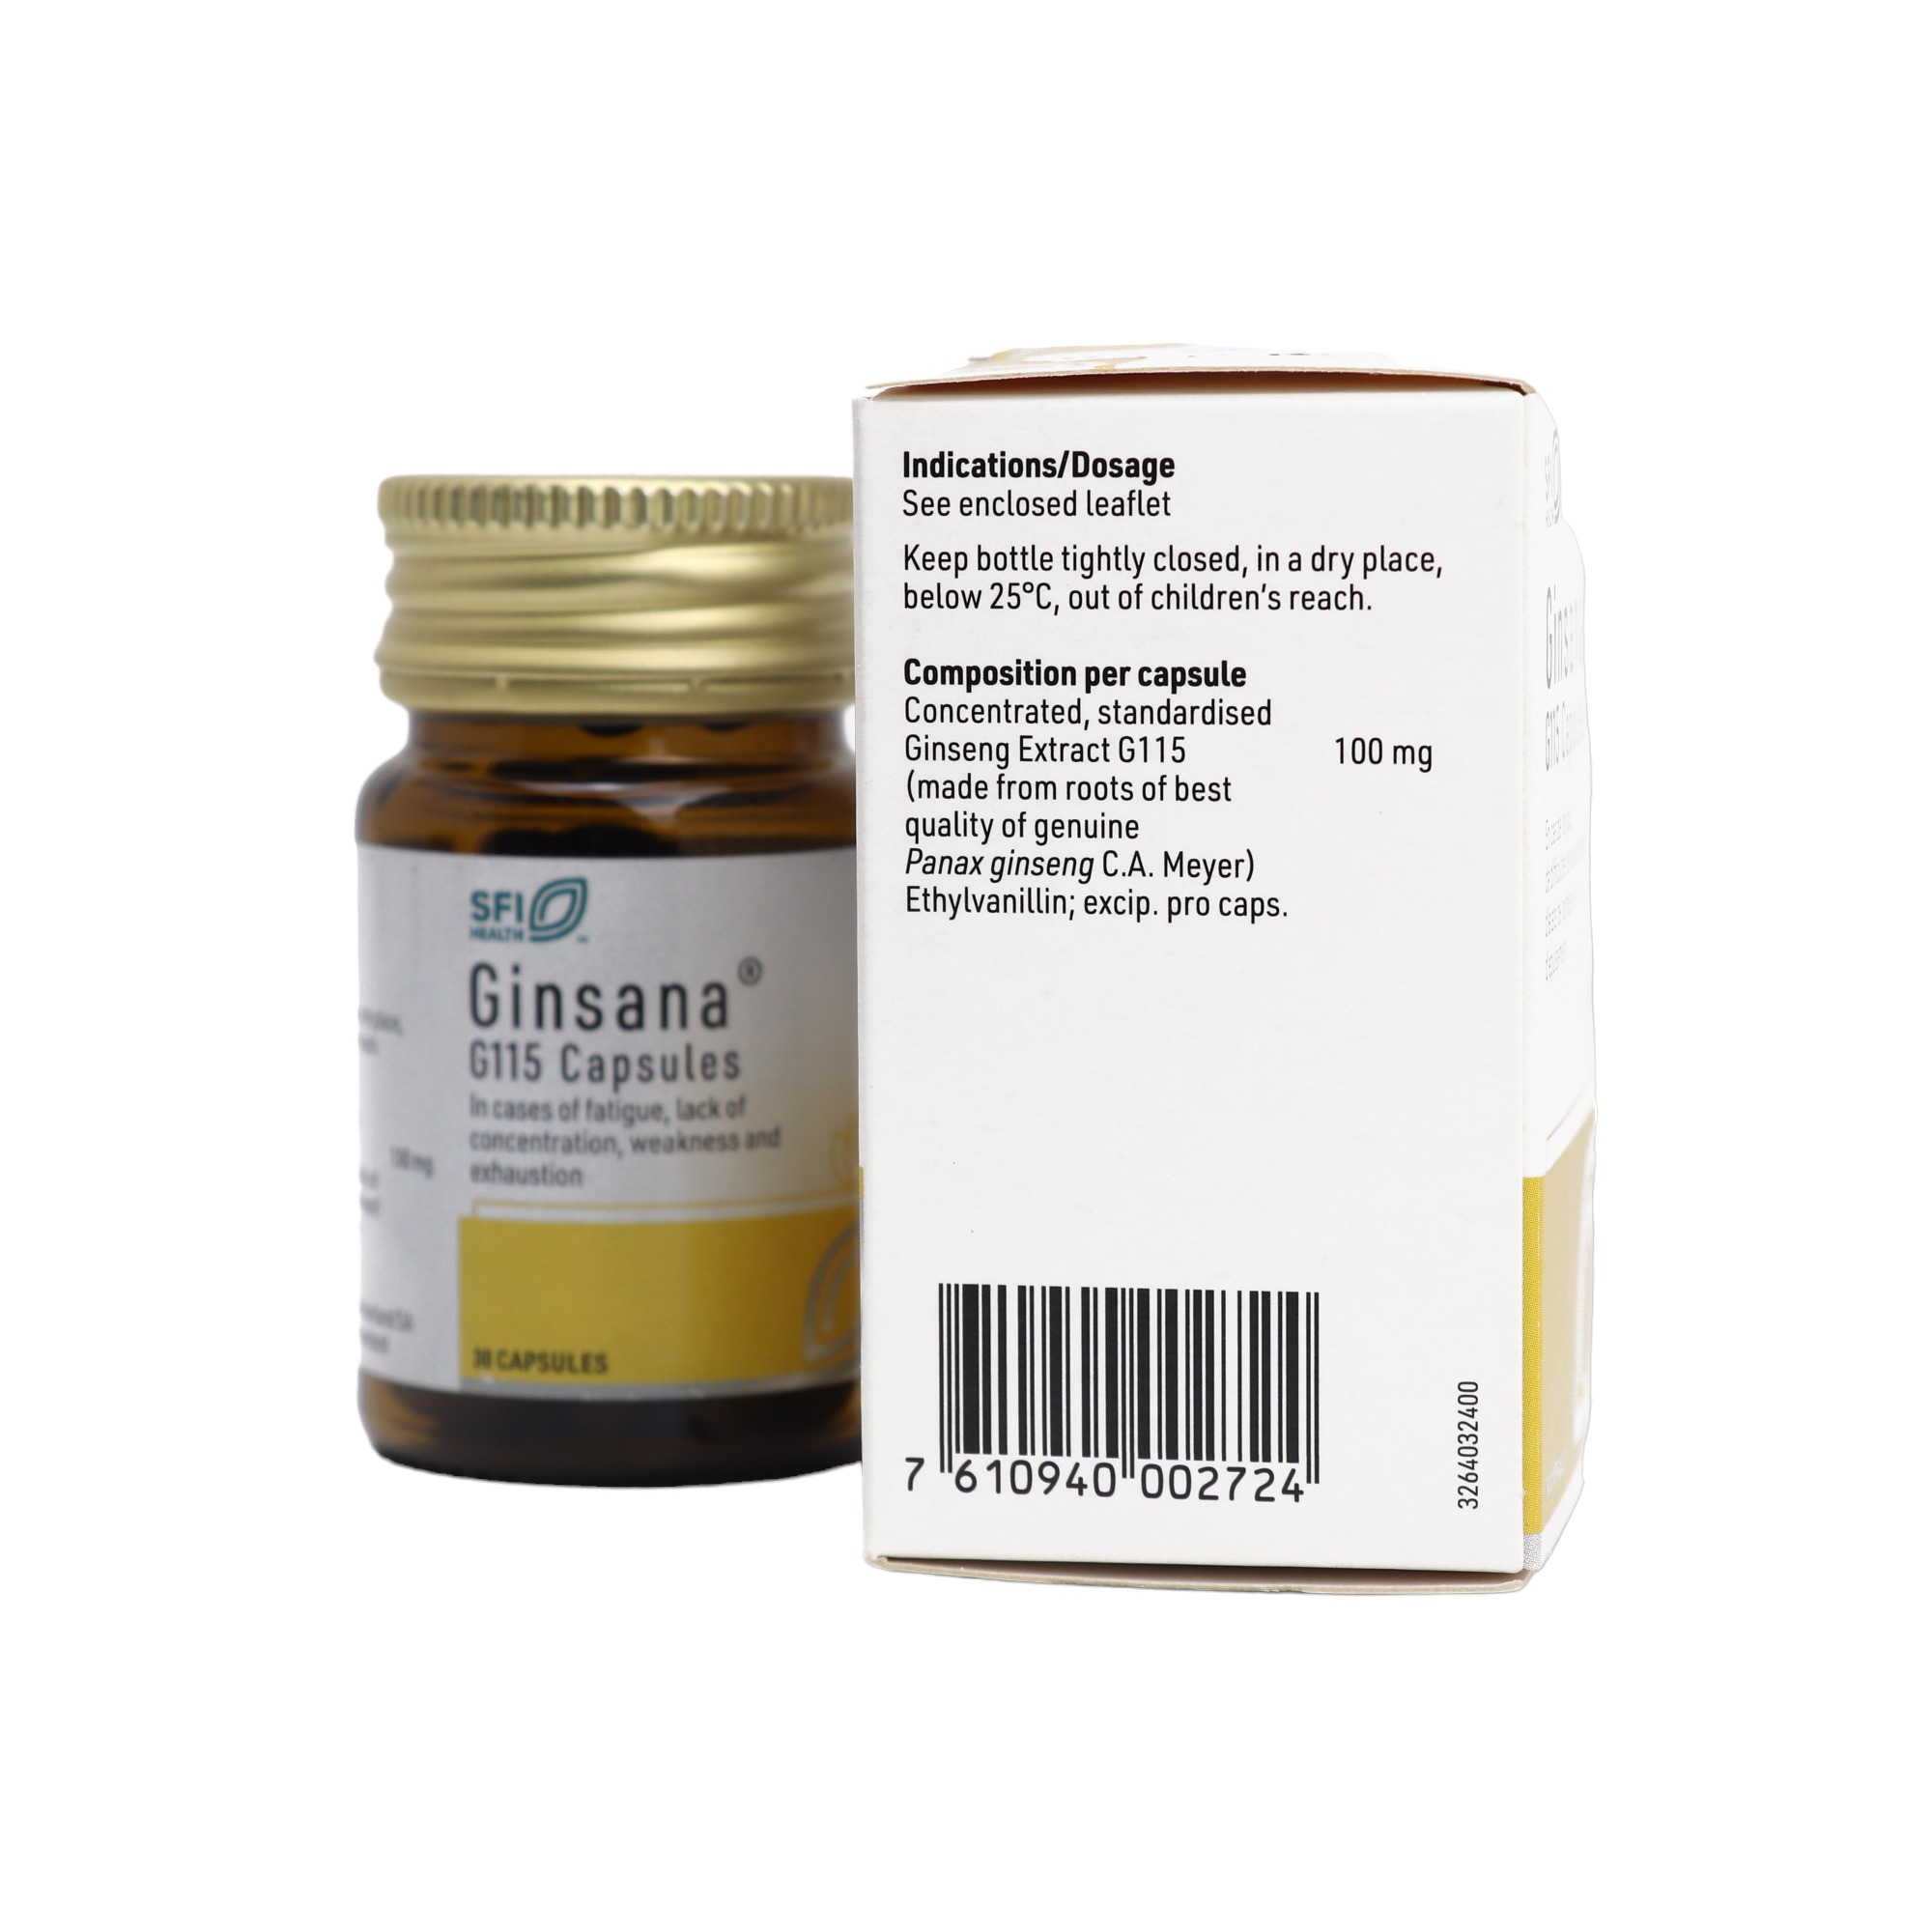 SFI
HEALTH
Ginsana®
G115 Capsules
In cases of fatigue, lack of
concentration, weakness and
exhaustion
30 CAPSULES
100 mg
Indications/Dosage
See enclosed leaflet
Keep bottle tightly closed, in a dry place,
below 25°C, out of children's reach.
Composition per capsule
Concentrated, standardised
Ginseng Extract G115 100 mg
(made from roots of best
quality of genuine
Panax ginseng C.A. Meyer)
Ethylvanillin; excip. pro caps.
7 610940 002724
3264032400